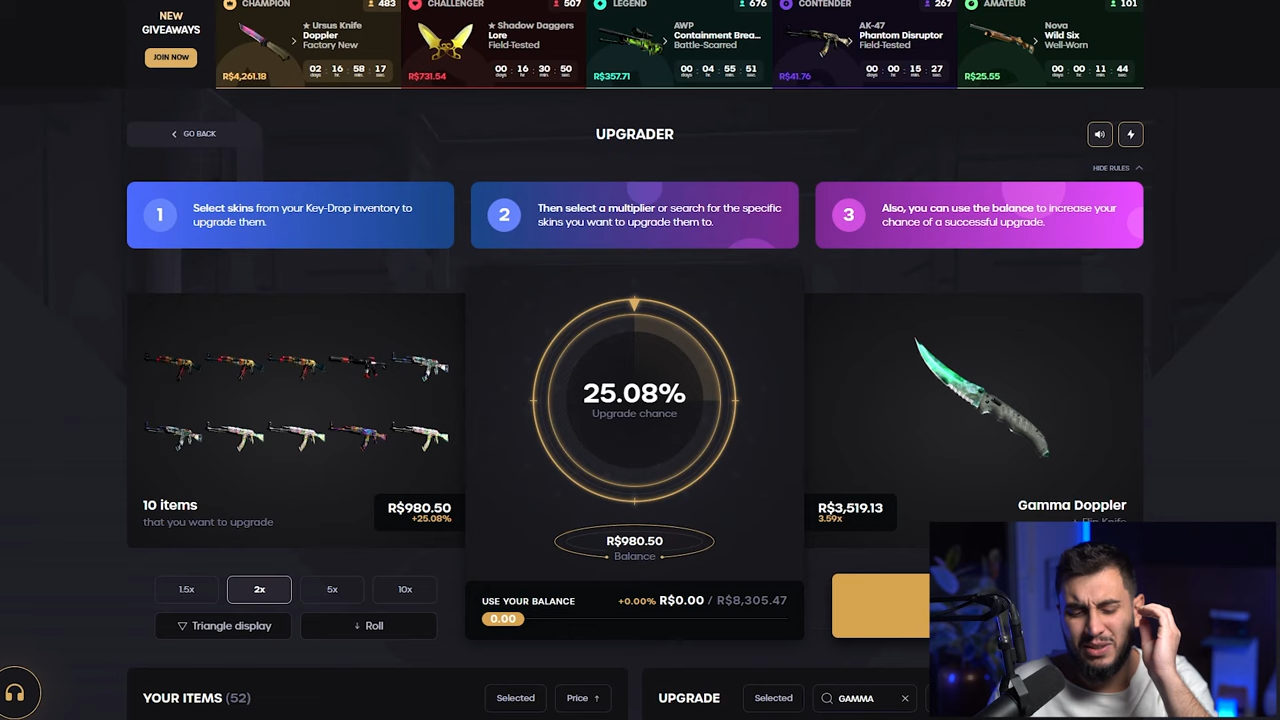 NEW
GIVEAWAYS
JOIN NOW
CHAMPION 483
★ Ursus Knife
Doppler
Factory New
R$4,261.18
02 16 58 17
CHALLENGER 507
★ Shadow Daggers
Lore
Field-Tested
R$731.54
00 16 30 50
LEGEND 676
AWP
Containment Brea...
Battle-Scarred
R$357.71
00 04 55 51
CONTENDER 267
AK-47
Phantom Disruptor
Field-Tested
R$41.76
00 00 15 27
AMATEUR 101
Nova
Wild Six
Well-Worn
R$25.55
00 00 11 44
GO BACK
UPGRADER
HIDE RULES
1
Select skins from your Key-Drop inventory to
upgrade them.
2
Then select a multiplier or search for the specific
skins you want to upgrade them to.
3
Also, you can use the balance to increase your
chance of a successful upgrade.
25.08%
Upgrade chance
10 items
that you want to upgrade
R$980.50
+25.08%
R$980.50
Balance
R$3,519.13
3.59x
Gamma Doppler
1.5x 2x 5x 10x
Triangle display
Roll
USE YOUR BALANCE +0.00% R$0.00 / R$8,305.47
0.00
YOUR ITEMS (52)
Selected
Price
UPGRADE
Selected
GAMMA